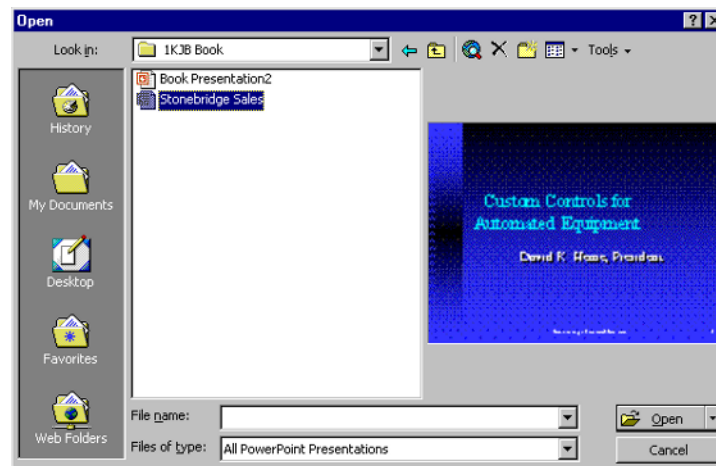 Open
Look in:
1KJB Book
Tools
History
My Documents
Desktop
Favorites
Web Folders
Book Presentation2
Stonebridge Sales
Custom Controls for
Automated Equipment
David K. President
File name:
Open
Files of type:
All PowerPoint Presentations
Cancel